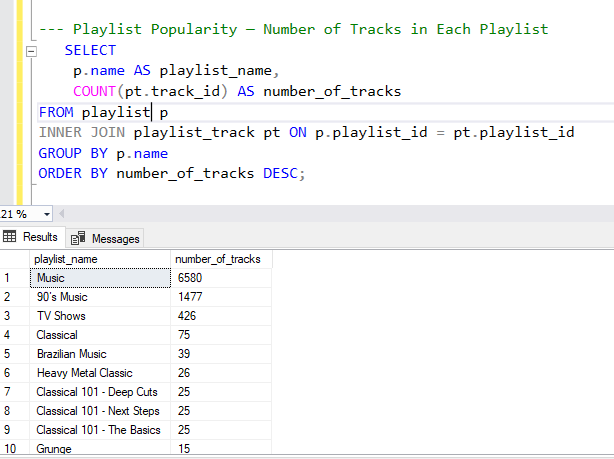 --- Playlist Popularity – Number of Tracks in Each Playlist
SELECT
p.name AS playlist_name,
COUNT(pt.track_id) AS number_of_tracks
FROM playlist p
INNER JOIN playlist_track pt ON p.playlist_id = pt.playlist_id
GROUP BY p.name
ORDER BY number_of_tracks DESC;
21 %
Results Messages
playlist_name number_of_tracks
1 Music 6580
2 90's Music 1477
3 TV Shows 426
4 Classical 75
5 Brazilian Music 39
6 Heavy Metal Classic 26
7 Classical 101 - Deep Cuts 25
8 Classical 101 - Next Steps 25
9 Classical 101 - The Basics 25
10 Grunge 15